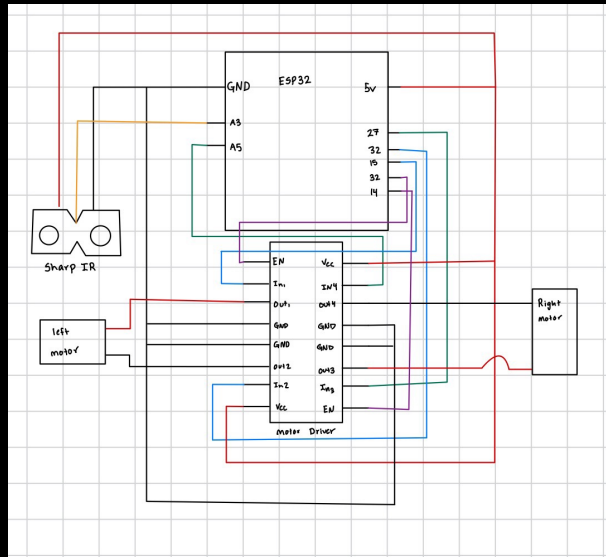 ESP32
GND
5v
A3
A5
27
32
15
32
14
Sharp IR
EN
In1
Out1
GND
GND
out2
In2
Vcc
Vcc
IN4
out4
GND
GND
out3
In3
EN
motor Driver
left
motor
Right
motor